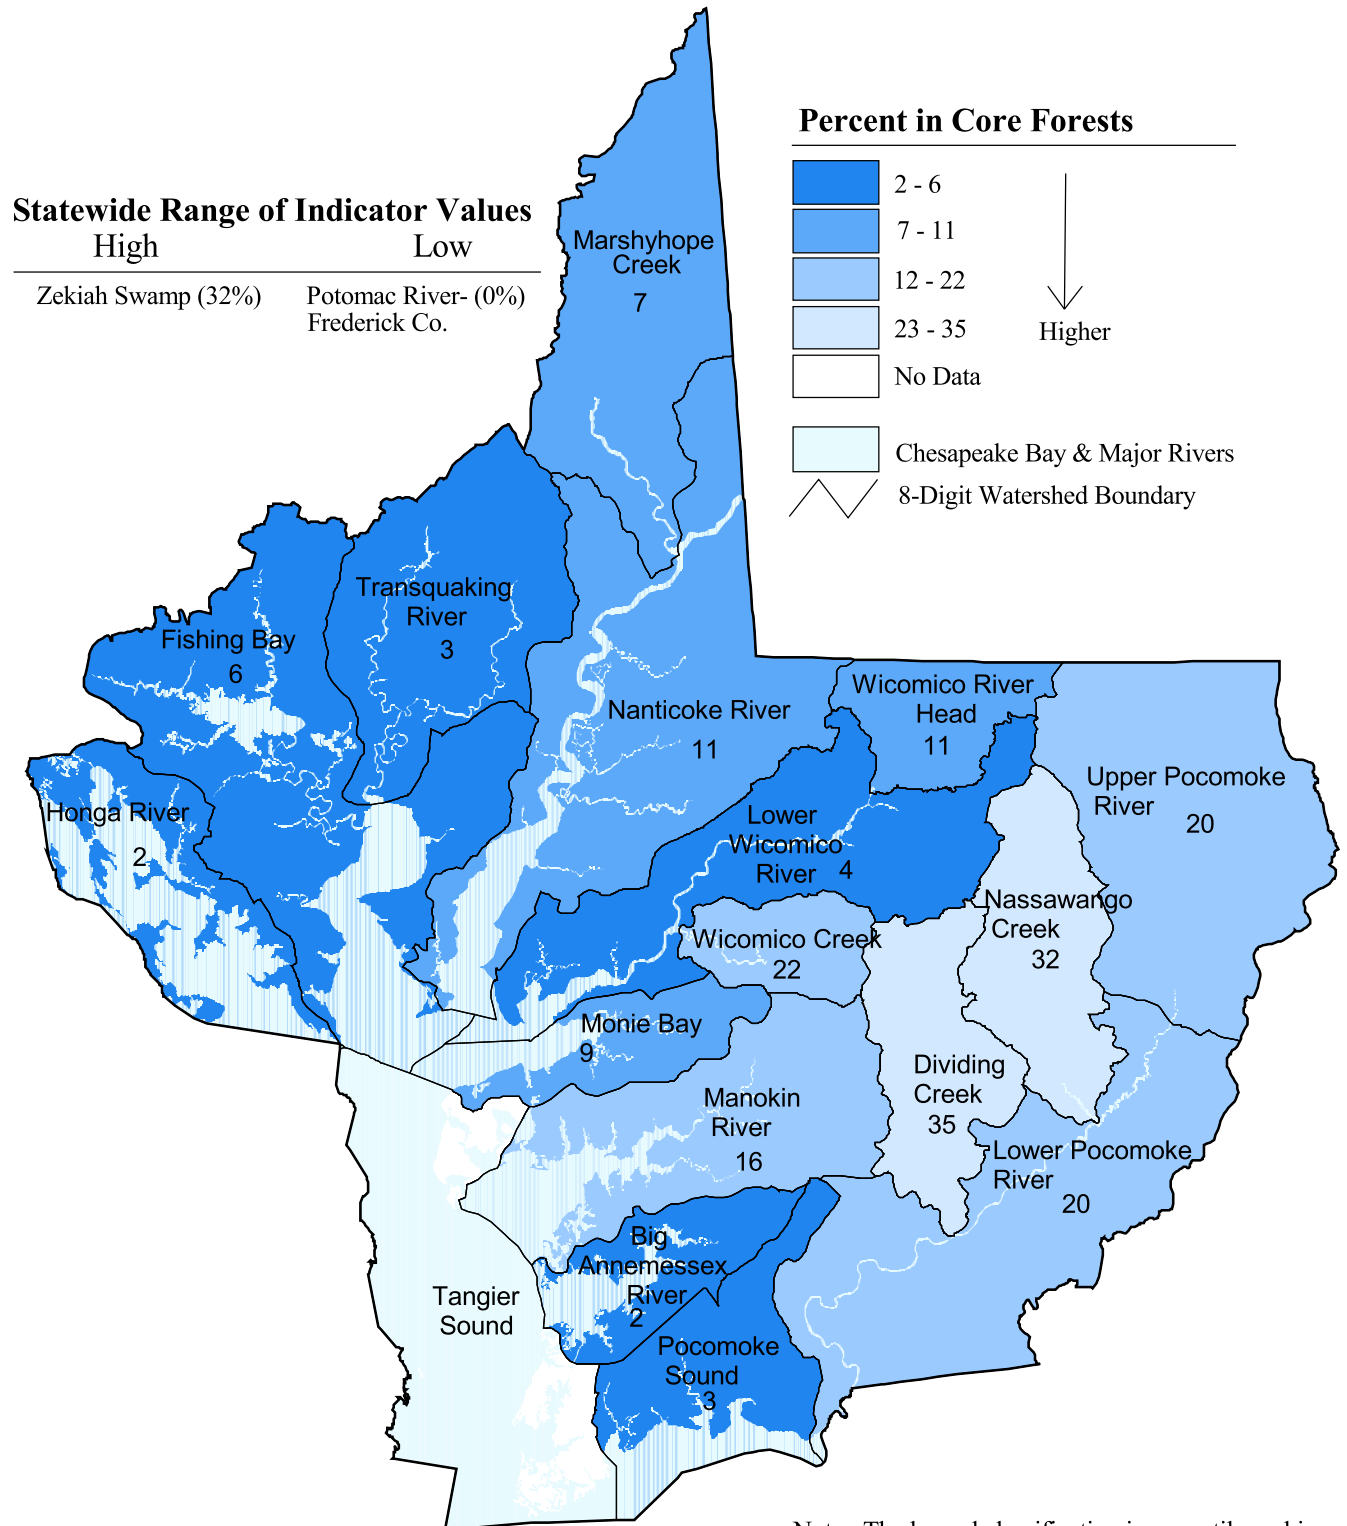 Percent in Core Forests
2 - 6
7 - 11
12 - 22
23 - 35
No Data
Higher
Chesapeake Bay & Major Rivers
8-Digit Watershed Boundary
Statewide Range of Indicator Values
High Low
Zekiah Swamp (32%) Potomac River- (0%)
Frederick Co.
Marshyhope
Creek
7
Transquaking
River
3
Fishing Bay
6
Honga River
2
Nanticoke River
11
Wicomico River
Head
11
Upper Pocomoke
River
20
Lower
Wicomico
River 4
Nassawango
Creek
32
Wicomico Creek
22
Monie Bay
9
Dividing
Creek
35
Manokin
River
16
Lower Pocomoke
River
20
Big
Annemessex
River
2
Tangier
Sound
Pocomoke
Sound
3